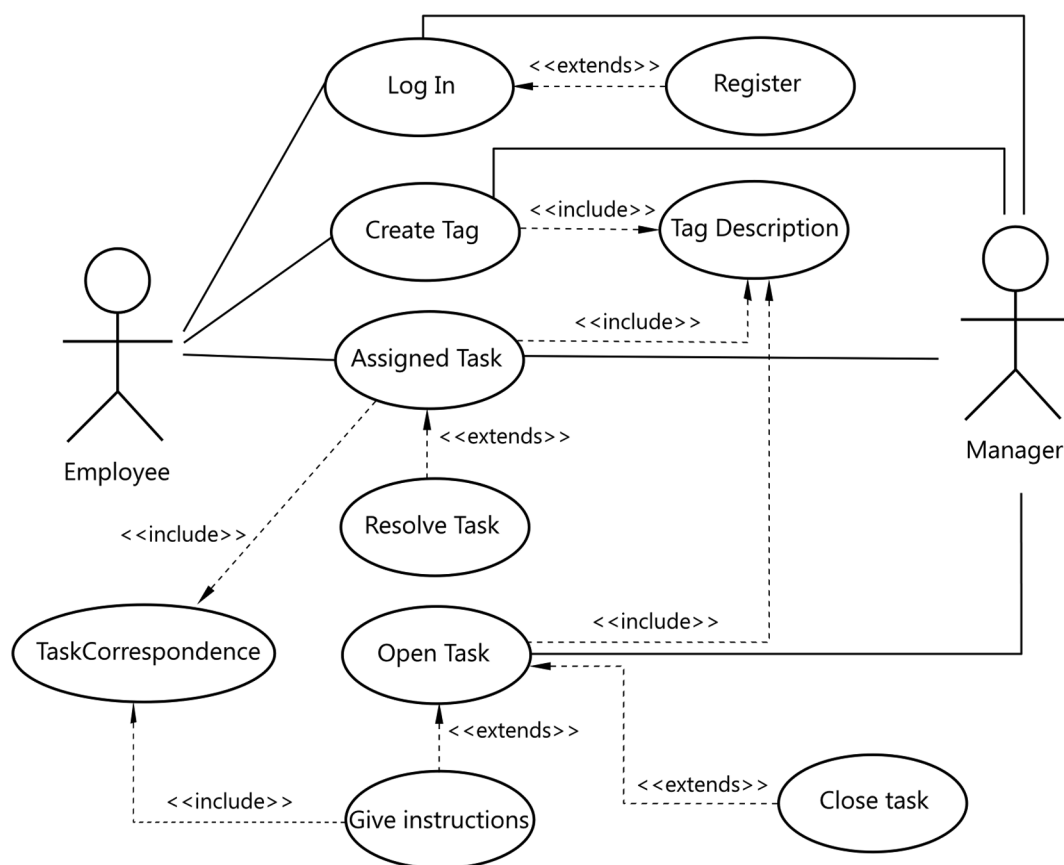 Log In
<<extends>>
Register
Create Tag
<<include>>
Tag Description
<<include>>
Assigned Task
<<extends>>
Manager
Employee
Resolve Task
<<include>>
<<include>>
TaskCorrespondence
Open Task
<<extends>>
<<extends>>
<<include>>
Give instructions
Close task